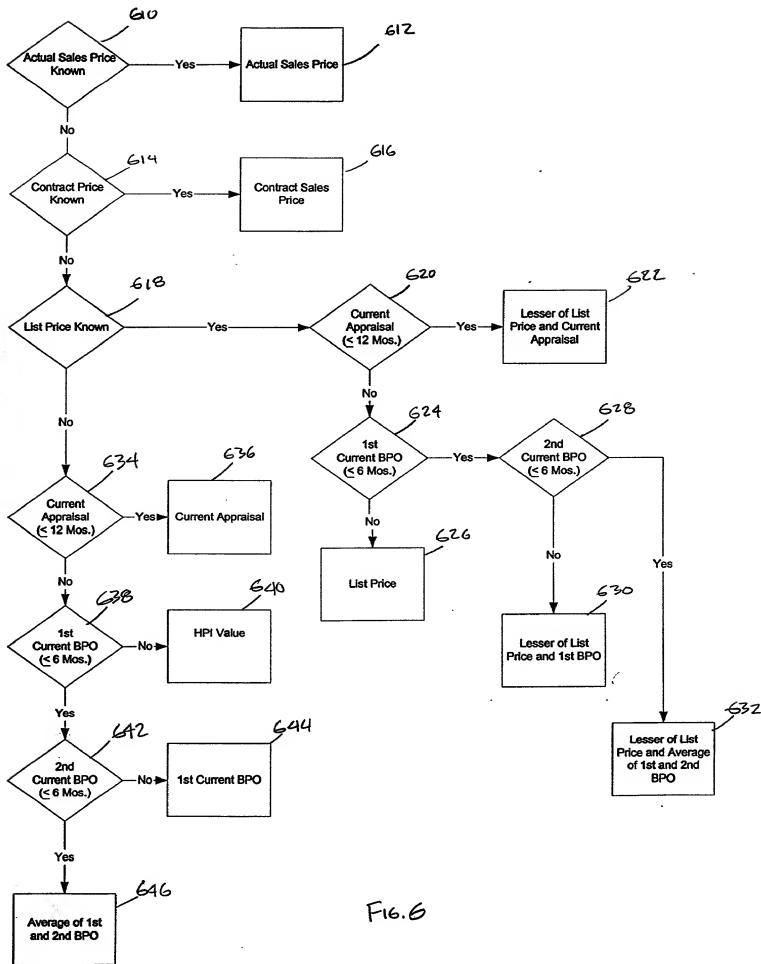 610
Actual Sales Price
Known
Yes
612
Actual Sales Price
No
614
Contract Price
Known
Yes
616
Contract Sales
Price
No
618
List Price Known
Yes
620
Current
Appraisal
(≤ 12 Mos.)
Yes
622
Lesser of List
Price and Current
Appraisal
No
624
1st
Current BPO
(≤ 6 Mos.)
Yes
628
2nd
Current BPO
(≤ 6 Mos.)
No
626
List Price
No
630
Lesser of List
Price and 1st BPO
Yes
632
Lesser of List
Price and Average
of 1st and 2nd
BPO
No
634
Current
Appraisal
(≤ 12 Mos.)
Yes
636
Current Appraisal
No
638
1st
Current BPO
(≤ 6 Mos.)
No
640
HPI Value
Yes
642
2nd
Current BPO
(≤ 6 Mos.)
No
644
1st Current BPO
Yes
646
Average of 1st
and 2nd BPO
FIG.6